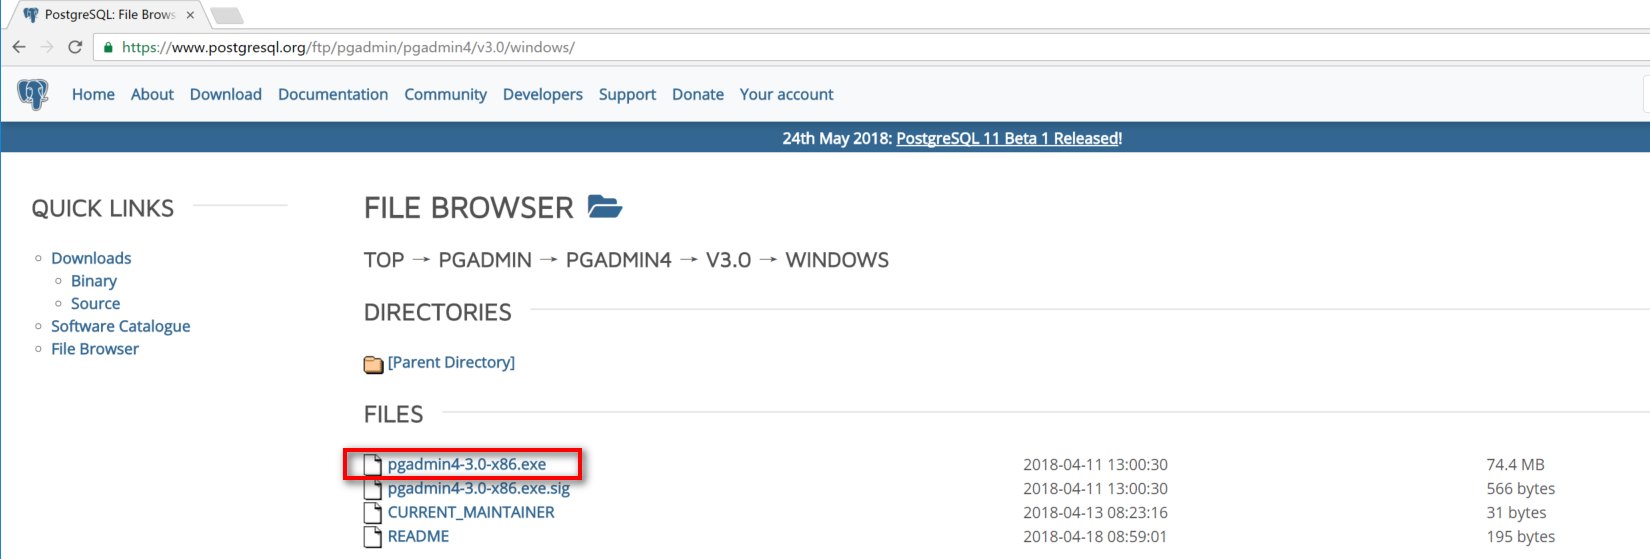 PostgreSQL: File Brows
https://www.postgresql.org/ftp/pgadmin/pgadmin4/v3.0/windows/
Home About Download Documentation Community Developers Support Donate Your account
24th May 2018: PostgreSQL 11 Beta 1 Released!
QUICK LINKS
Downloads
Binary
Source
Software Catalogue
File Browser
FILE BROWSER
TOP → PGADMIN → PGADMIN4 → V3.0 → WINDOWS
DIRECTORIES
[Parent Directory]
FILES
pgadmin4-3.0-x86.exe 2018-04-11 13:00:30 74.4 MB
pgadmin4-3.0-x86.exe.sig 2018-04-11 13:00:30 566 bytes
CURRENT_MAINTAINER 2018-04-13 08:23:16 31 bytes
README 2018-04-18 08:59:01 195 bytes